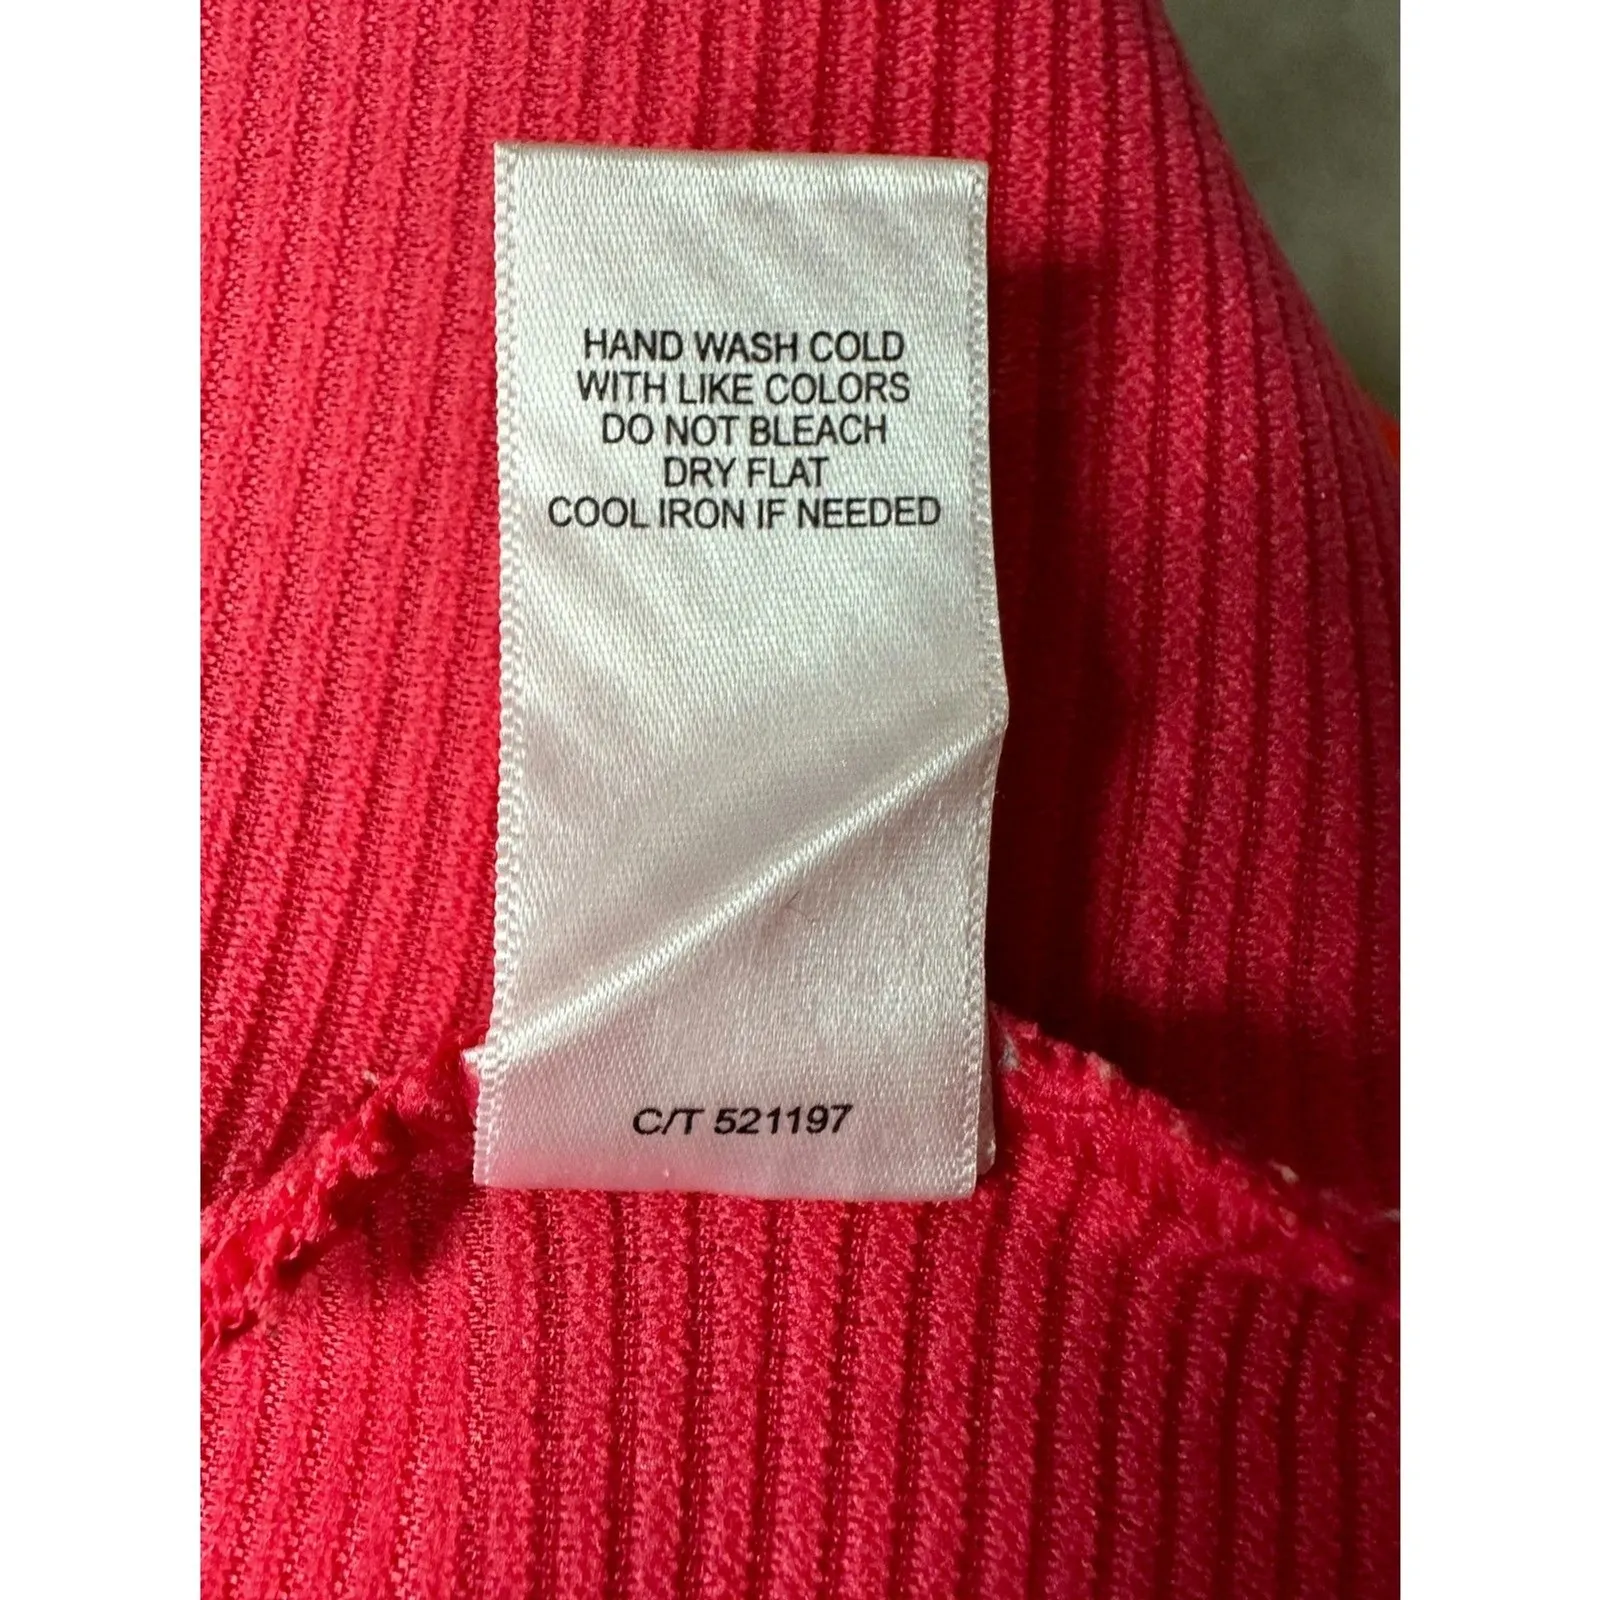 HAND WASH COLD
WITH LIKE COLORS
DO NOT BLEACH
DRY FLAT
COOL IRON IF NEEDED
C/T 521197